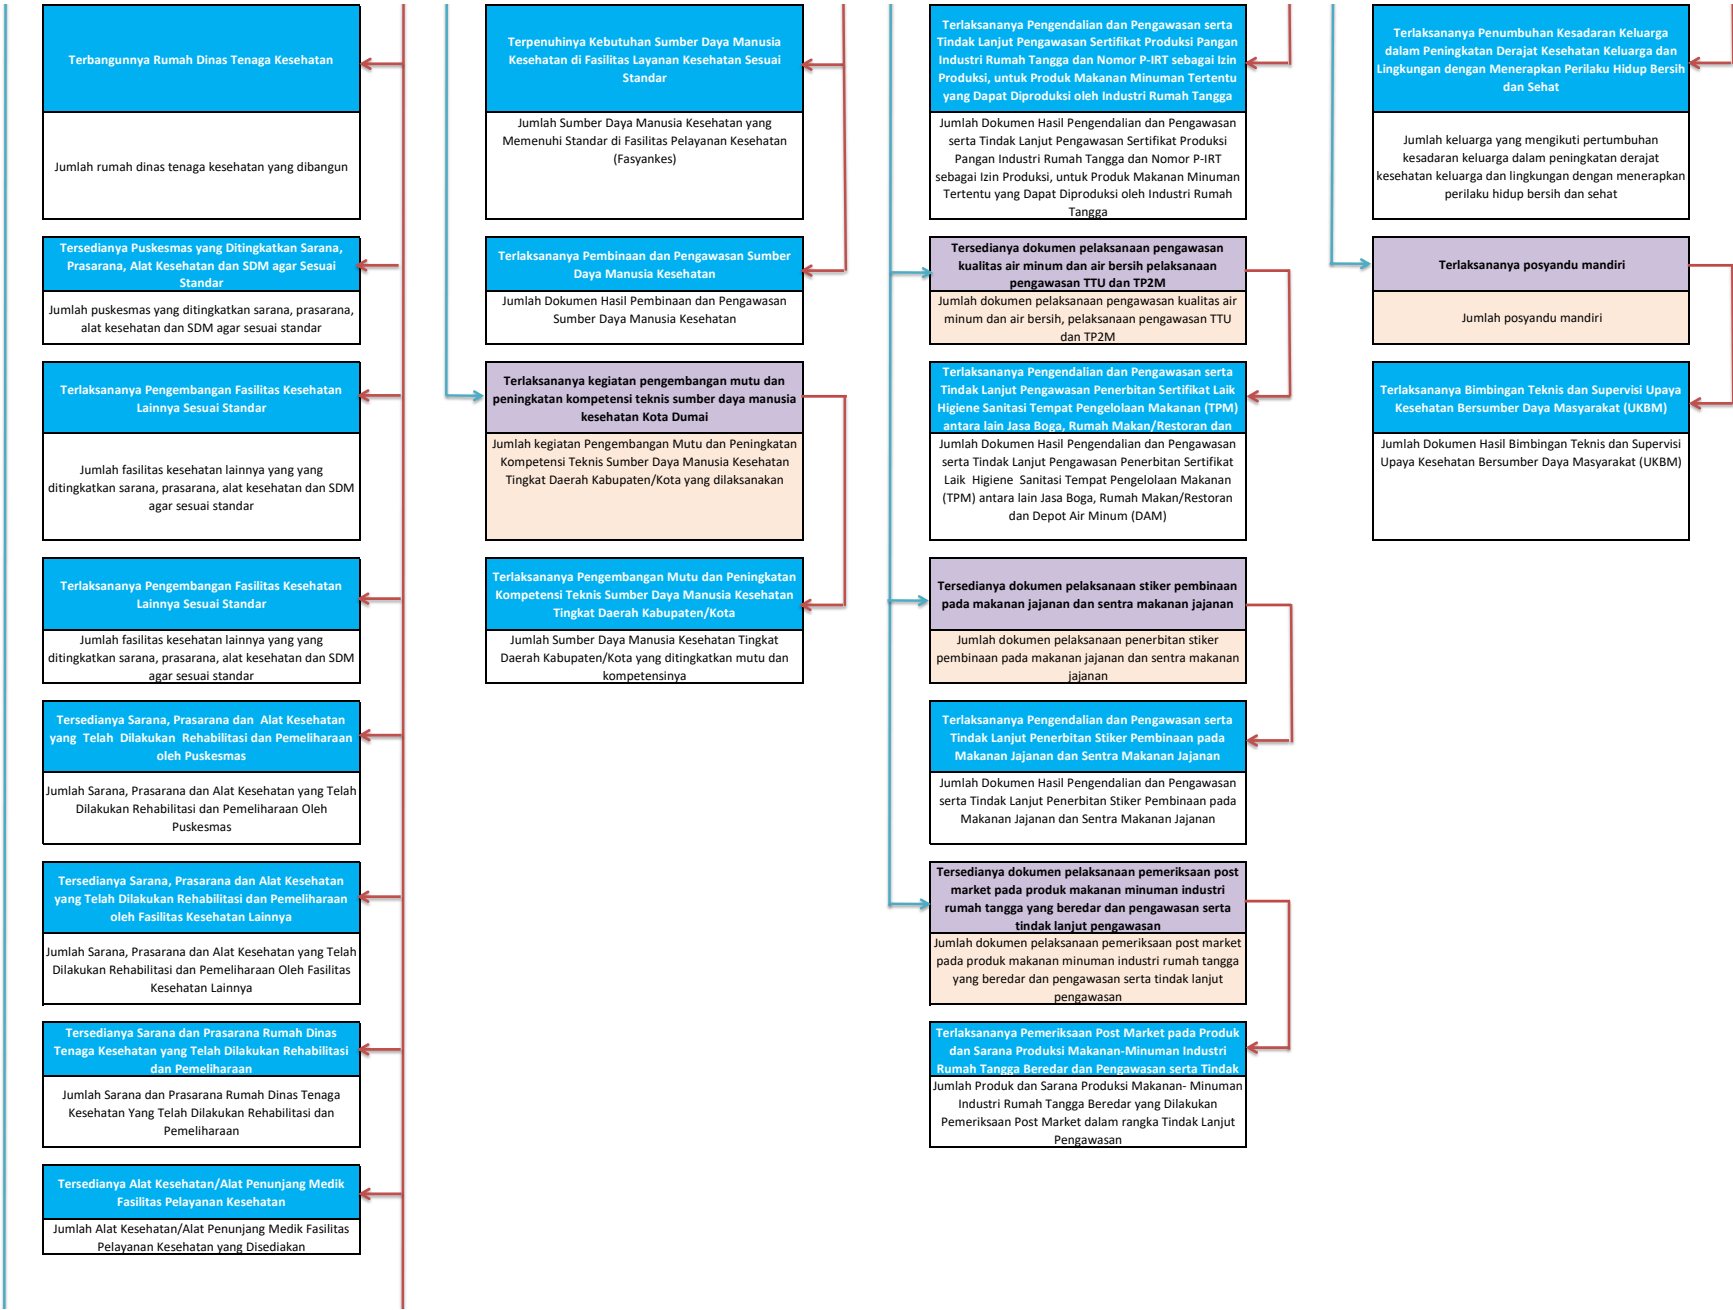 Terbangunnya Rumah Dinas Tenaga Kesehatan
Jumlah rumah dinas tenaga kesehatan yang dibangun
Tersedianya Puskesmas yang Ditingkatkan Sarana,
Prasarana, Alat Kesehatan dan SDM agar Sesuai
Standar
Jumlah puskesmas yang ditingkatkan sarana, prasarana,
alat kesehatan dan SDM agar sesuai standar
Terlaksananya Pengembangan Fasilitas Kesehatan
Lainnya Sesuai Standar
Jumlah fasilitas kesehatan lainnya yang yang
ditingkatkan sarana, prasarana, alat kesehatan dan SDM
agar sesuai standar
Terlaksananya Pengembangan Fasilitas Kesehatan
Lainnya Sesuai Standar
Jumlah fasilitas kesehatan lainnya yang yang
ditingkatkan sarana, prasarana, alat kesehatan dan SDM
agar sesuai standar
Tersedianya Sarana, Prasarana dan Alat Kesehatan
yang Telah Dilakukan Rehabilitasi dan Pemeliharaan
oleh Puskesmas
Jumlah Sarana, Prasarana dan Alat Kesehatan yang Telah
Dilakukan Rehabilitasi dan Pemeliharaan Oleh
Puskesmas
Tersedianya Sarana, Prasarana dan Alat Kesehatan
yang Telah Dilakukan Rehabilitasi dan Pemeliharaan
oleh Fasilitas Kesehatan Lainnya
Jumlah Sarana, Prasarana dan Alat Kesehatan yang Telah
Dilakukan Rehabilitasi dan Pemeliharaan Oleh Fasilitas
Kesehatan Lainnya
Tersedianya Sarana dan Prasarana Rumah Dinas
Tenaga Kesehatan yang Telah Dilakukan Rehabilitasi
dan Pemeliharaan
Jumlah Sarana dan Prasarana Rumah Dinas Tenaga
Kesehatan Yang Telah Dilakukan Rehabilitasi dan
Pemeliharaan
Tersedianya Alat Kesehatan/Alat Penunjang Medik
Fasilitas Pelayanan Kesehatan
Jumlah Alat Kesehatan/Alat Penunjang Medik Fasilitas
Pelayanan Kesehatan yang Disediakan
Terpenuhinya Kebutuhan Sumber Daya Manusia
Kesehatan di Fasilitas Layanan Kesehatan Sesuai
Standar
Jumlah Sumber Daya Manusia Kesehatan yang
Memenuhi Standar di Fasilitas Pelayanan Kesehatan
(Fasyankes)
Terlaksananya Pembinaan dan Pengawasan Sumber
Daya Manusia Kesehatan
Jumlah Dokumen Hasil Pembinaan dan Pengawasan
Sumber Daya Manusia Kesehatan
Terlaksananya kegiatan pengembangan mutu dan
peningkatan kompetensi teknis sumber daya manusia
kesehatan Kota Dumai
Jumlah kegiatan Pengembangan Mutu dan Peningkatan
Kompetensi Teknis Sumber Daya Manusia Kesehatan
Tingkat Daerah Kabupaten/Kota yang dilaksanakan
Terlaksananya Pengembangan Mutu dan Peningkatan
Kompetensi Teknis Sumber Daya Manusia Kesehatan
Tingkat Daerah Kabupaten/Kota
Jumlah Sumber Daya Manusia Kesehatan Tingkat
Daerah Kabupaten/Kota yang ditingkatkan mutu dan
kompetensinya
Terlaksananya Pengendalian dan Pengawasan serta
Tindak Lanjut Pengawasan Sertifikat Produksi Pangan
Industri Rumah Tangga dan Nomor P-IRT sebagai Izin
Produksi, untuk Produk Makanan Minuman Tertentu
yang Dapat Diproduksi oleh Industri Rumah Tangga
Jumlah Dokumen Hasil Pengendalian dan Pengawasan
serta Tindak Lanjut Pengawasan Sertifikat Produksi
Pangan Industri Rumah Tangga dan Nomor P-IRT
sebagai Izin Produksi, untuk Produk Makanan Minuman
Tertentu yang Dapat Diproduksi oleh Industri Rumah
Tangga
Tersedianya dokumen pelaksanaan pengawasan
kualitas air minum dan air bersih pelaksanaan
pengawasan TTU dan TP2M
Jumlah dokumen pelaksanaan pengawasan kualitas air
minum dan air bersih, pelaksanaan pengawasan TTU
dan TP2M
Terlaksananya Pengendalian dan Pengawasan serta
Tindak Lanjut Pengawasan Penerbitan Sertifikat Laik
Higiene Sanitasi Tempat Pengelolaan Makanan (TPM)
antara lain Jasa Boga, Rumah Makan/Restoran dan
Jumlah Dokumen Hasil Pengendalian dan Pengawasan
serta Tindak Lanjut Pengawasan Penerbitan Sertifikat
Laik Higiene Sanitasi Tempat Pengelolaan Makanan
(TPM) antara lain Jasa Boga, Rumah Makan/Restoran
dan Depot Air Minum (DAM)
Tersedianya dokumen pelaksanaan stiker pembinaan
pada makanan jajanan dan sentra makanan jajanan
Jumlah dokumen pelaksanaan penerbitan stiker
pembinaan pada makanan jajanan dan sentra makanan
jajanan
Terlaksananya Pengendalian dan Pengawasan serta
Tindak Lanjut Penerbitan Stiker Pembinaan pada
Makanan Jajanan dan Sentra Makanan Jajanan
Jumlah Dokumen Hasil Pengendalian dan Pengawasan
serta Tindak Lanjut Penerbitan Stiker Pembinaan pada
Makanan Jajanan dan Sentra Makanan Jajanan
Tersedianya dokumen pelaksanaan pemeriksaan post
market pada produk makanan minuman industri
rumah tangga yang beredar dan pengawasan serta
tindak lanjut pengawasan
Jumlah dokumen pelaksanaan pemeriksaan post market
pada produk makanan minuman industri rumah tangga
yang beredar dan pengawasan serta tindak lanjut
pengawasan
Terlaksananya Pemeriksaan Post Market pada Produk
dan Sarana Produksi Makanan-Minuman Industri
Rumah Tangga Beredar dan Pengawasan serta Tindak
Jumlah Produk dan Sarana Produksi Makanan- Minuman
Industri Rumah Tangga Beredar yang Dilakukan
Pemeriksaan Post Market dalam rangka Tindak Lanjut
Pengawasan
Terlaksananya Penumbuhan Kesadaran Keluarga
dalam Peningkatan Derajat Kesehatan Keluarga dan
Lingkungan dengan Menerapkan Perilaku Hidup Bersih
dan Sehat
Jumlah keluarga yang mengikuti pertumbuhan
kesadaran keluarga dalam peningkatan derajat
kesehatan keluarga dan lingkungan dengan menerapkan
perilaku hidup bersih dan sehat
Terlaksananya posyandu mandiri
Jumlah posyandu mandiri
Terlaksananya Bimbingan Teknis dan Supervisi Upaya
Kesehatan Bersumber Daya Masyarakat (UKBM)
Jumlah Dokumen Hasil Bimbingan Teknis dan Supervisi
Upaya Kesehatan Bersumber Daya Masyarakat (UKBM)